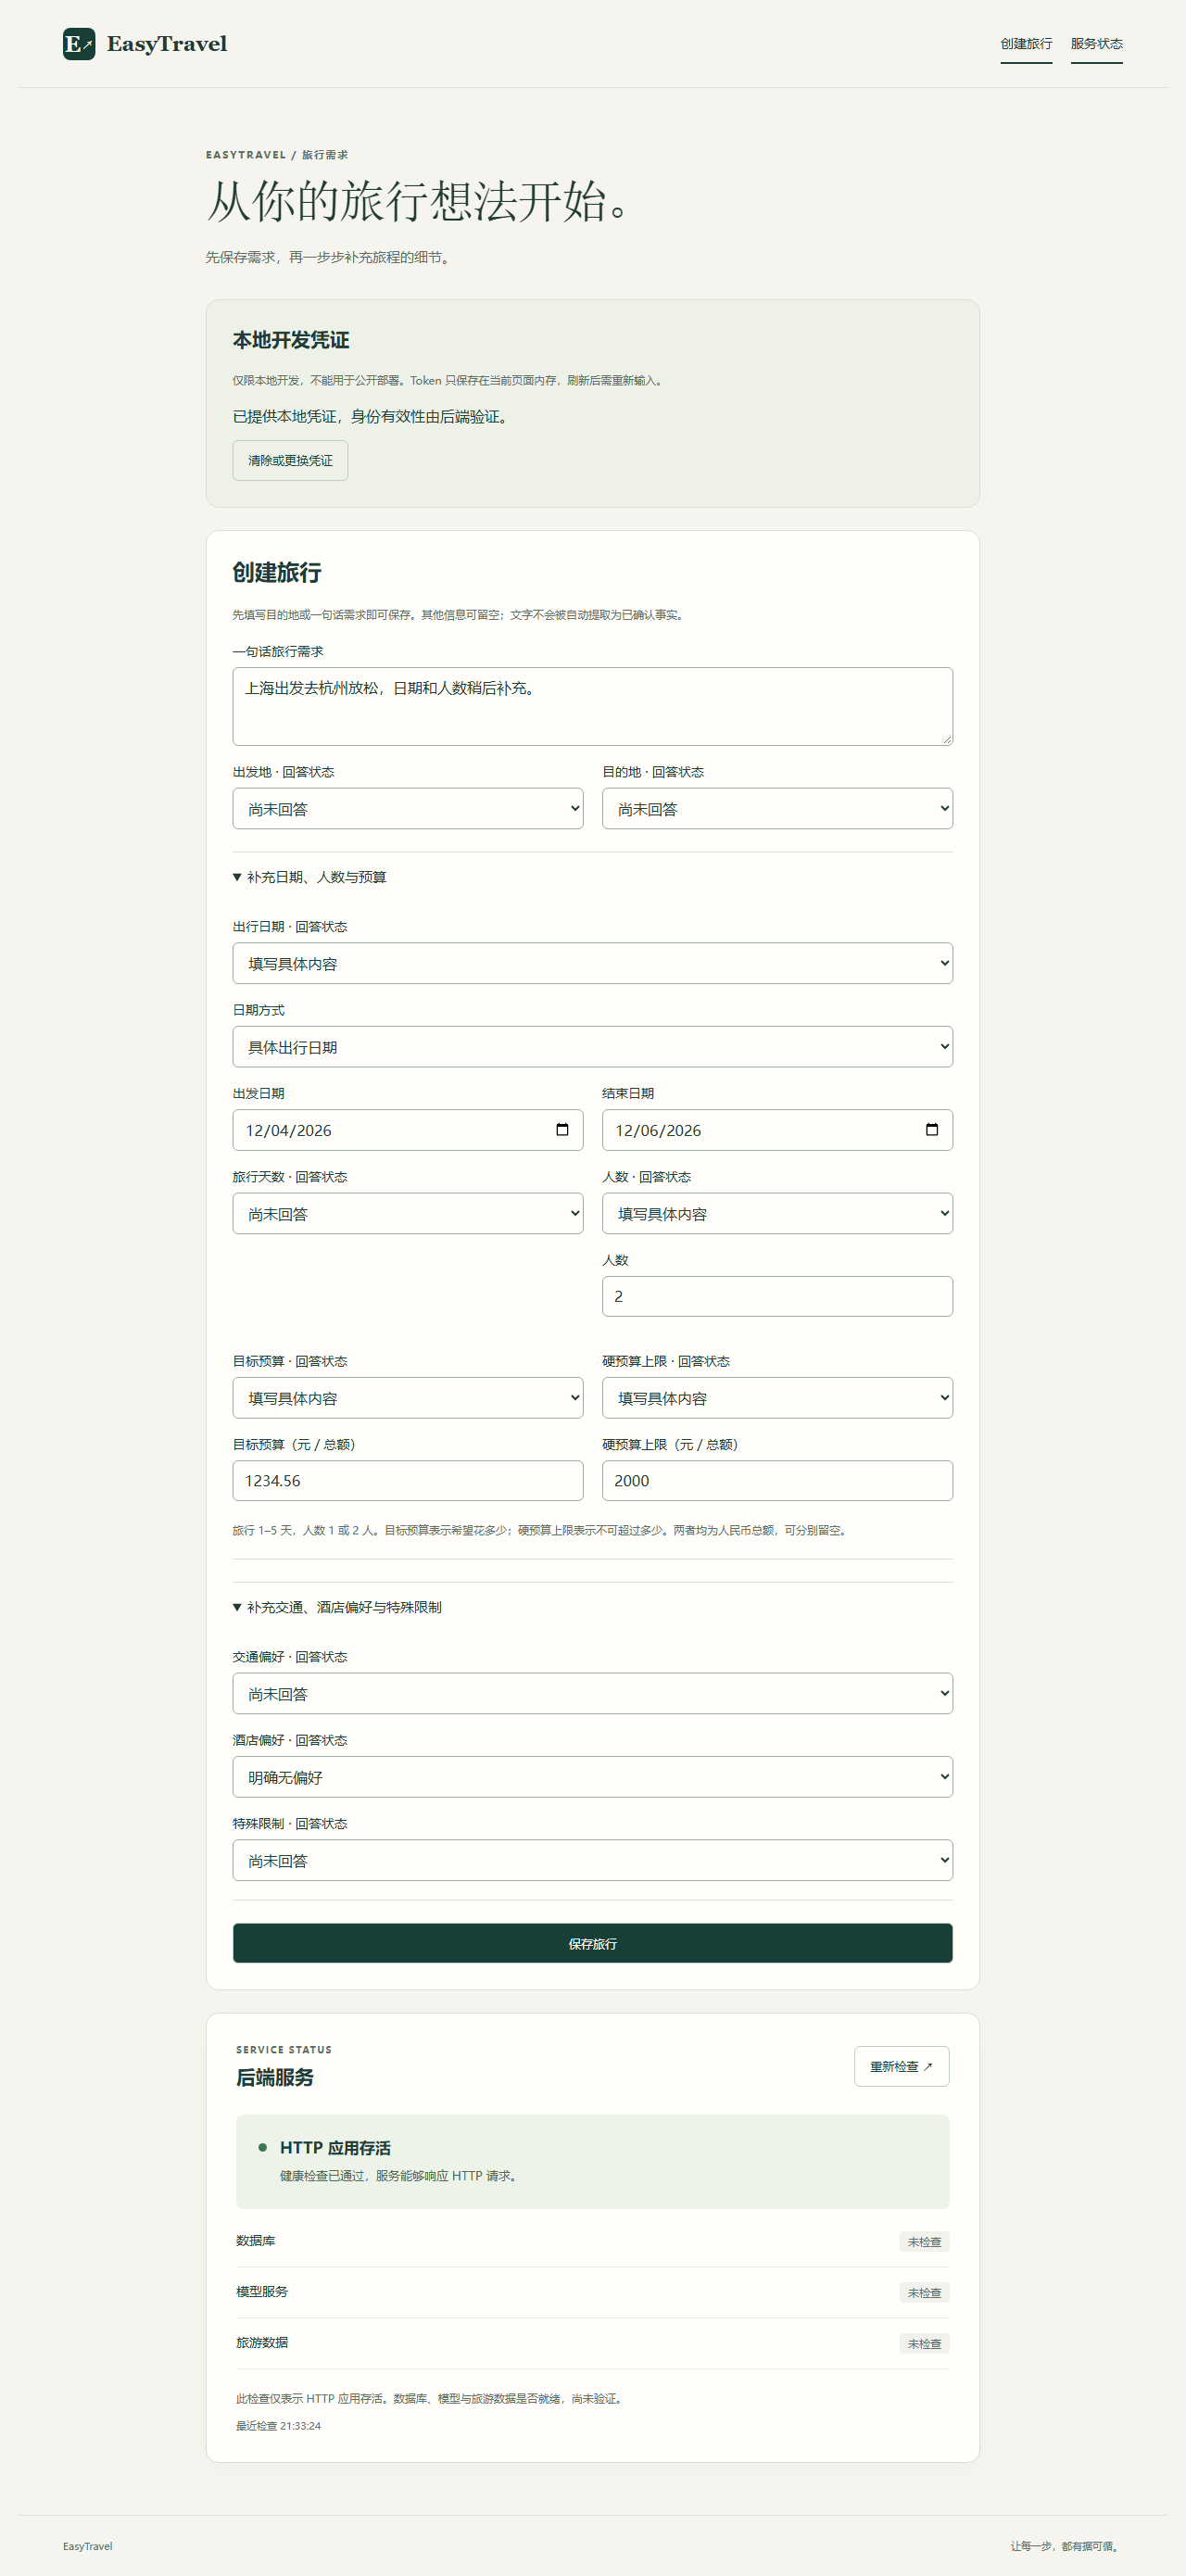 E↗ EasyTravel
创建旅行 服务状态
EASYTRAVEL / 旅行需求
从你的旅行想法开始。
先保存需求，再一步步补充旅程的细节。
本地开发凭证
仅限本地开发，不能用于公开部署。Token 只保存在当前页面内存，刷新后需重新输入。
已提供本地凭证，身份有效性由后端验证。
清除或更换凭证
创建旅行
先填写目的地或一句话需求即可保存。其他信息可留空；文字不会被自动提取为已确认事实。
一句话旅行需求
上海出发去杭州放松，日期和人数稍后补充。
出发地 · 回答状态 目的地 · 回答状态
尚未回答 尚未回答
▼ 补充日期、人数与预算
出行日期 · 回答状态
填写具体内容
日期方式
具体出行日期
出发日期 结束日期
12/04/2026 12/06/2026
旅行天数 · 回答状态 人数 · 回答状态
尚未回答 填写具体内容
人数
2
目标预算 · 回答状态 硬预算上限 · 回答状态
填写具体内容 填写具体内容
目标预算（元 / 总额） 硬预算上限（元 / 总额）
1234.56 2000
旅行 1–5 天，人数 1 或 2 人。目标预算表示希望花多少；硬预算上限表示不可超过多少。两者均为人民币总额，可分别留空。
▼ 补充交通、酒店偏好与特殊限制
交通偏好 · 回答状态
尚未回答
酒店偏好 · 回答状态
明确无偏好
特殊限制 · 回答状态
尚未回答
保存旅行
SERVICE STATUS
后端服务
重新检查 ↗
HTTP 应用存活
健康检查已通过，服务能够响应 HTTP 请求。
数据库 未检查
模型服务 未检查
旅游数据 未检查
此检查仅表示 HTTP 应用存活。数据库、模型与旅游数据是否就绪，尚未验证。
最近检查 21:33:24
EasyTravel 让每一步，都有据可循。